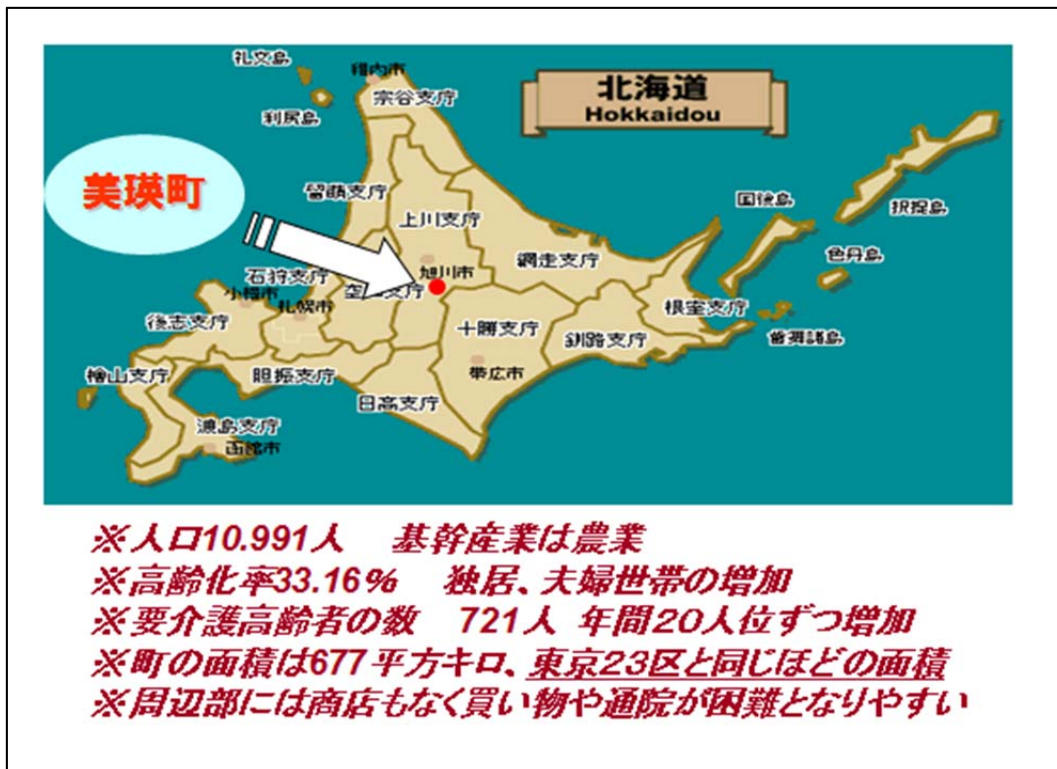 北海道
Hokkaidou
礼文島
稚内市
宗谷支庁
利尻島
美瑛町
留萌支庁
上川支庁
国後島
択捉島
色丹島
網走支庁
旭川市
石狩支庁
小樽市
札幌市
後志支庁
根室支庁
十勝支庁
釧路支庁
歯舞諸島
檜山支庁
胆振支庁
帯広市
日高支庁
渡島支庁
函館市
※人口10.991人 基幹産業は農業
※高齢化率33.16% 独居、夫婦世帯の増加
※要介護高齢者の数 721人 年間20人位ずつ増加
※町の面積は677平方キロ、東京23区と同じほどの面積
※周辺部には商店もなく買い物や通院が困難となりやすい